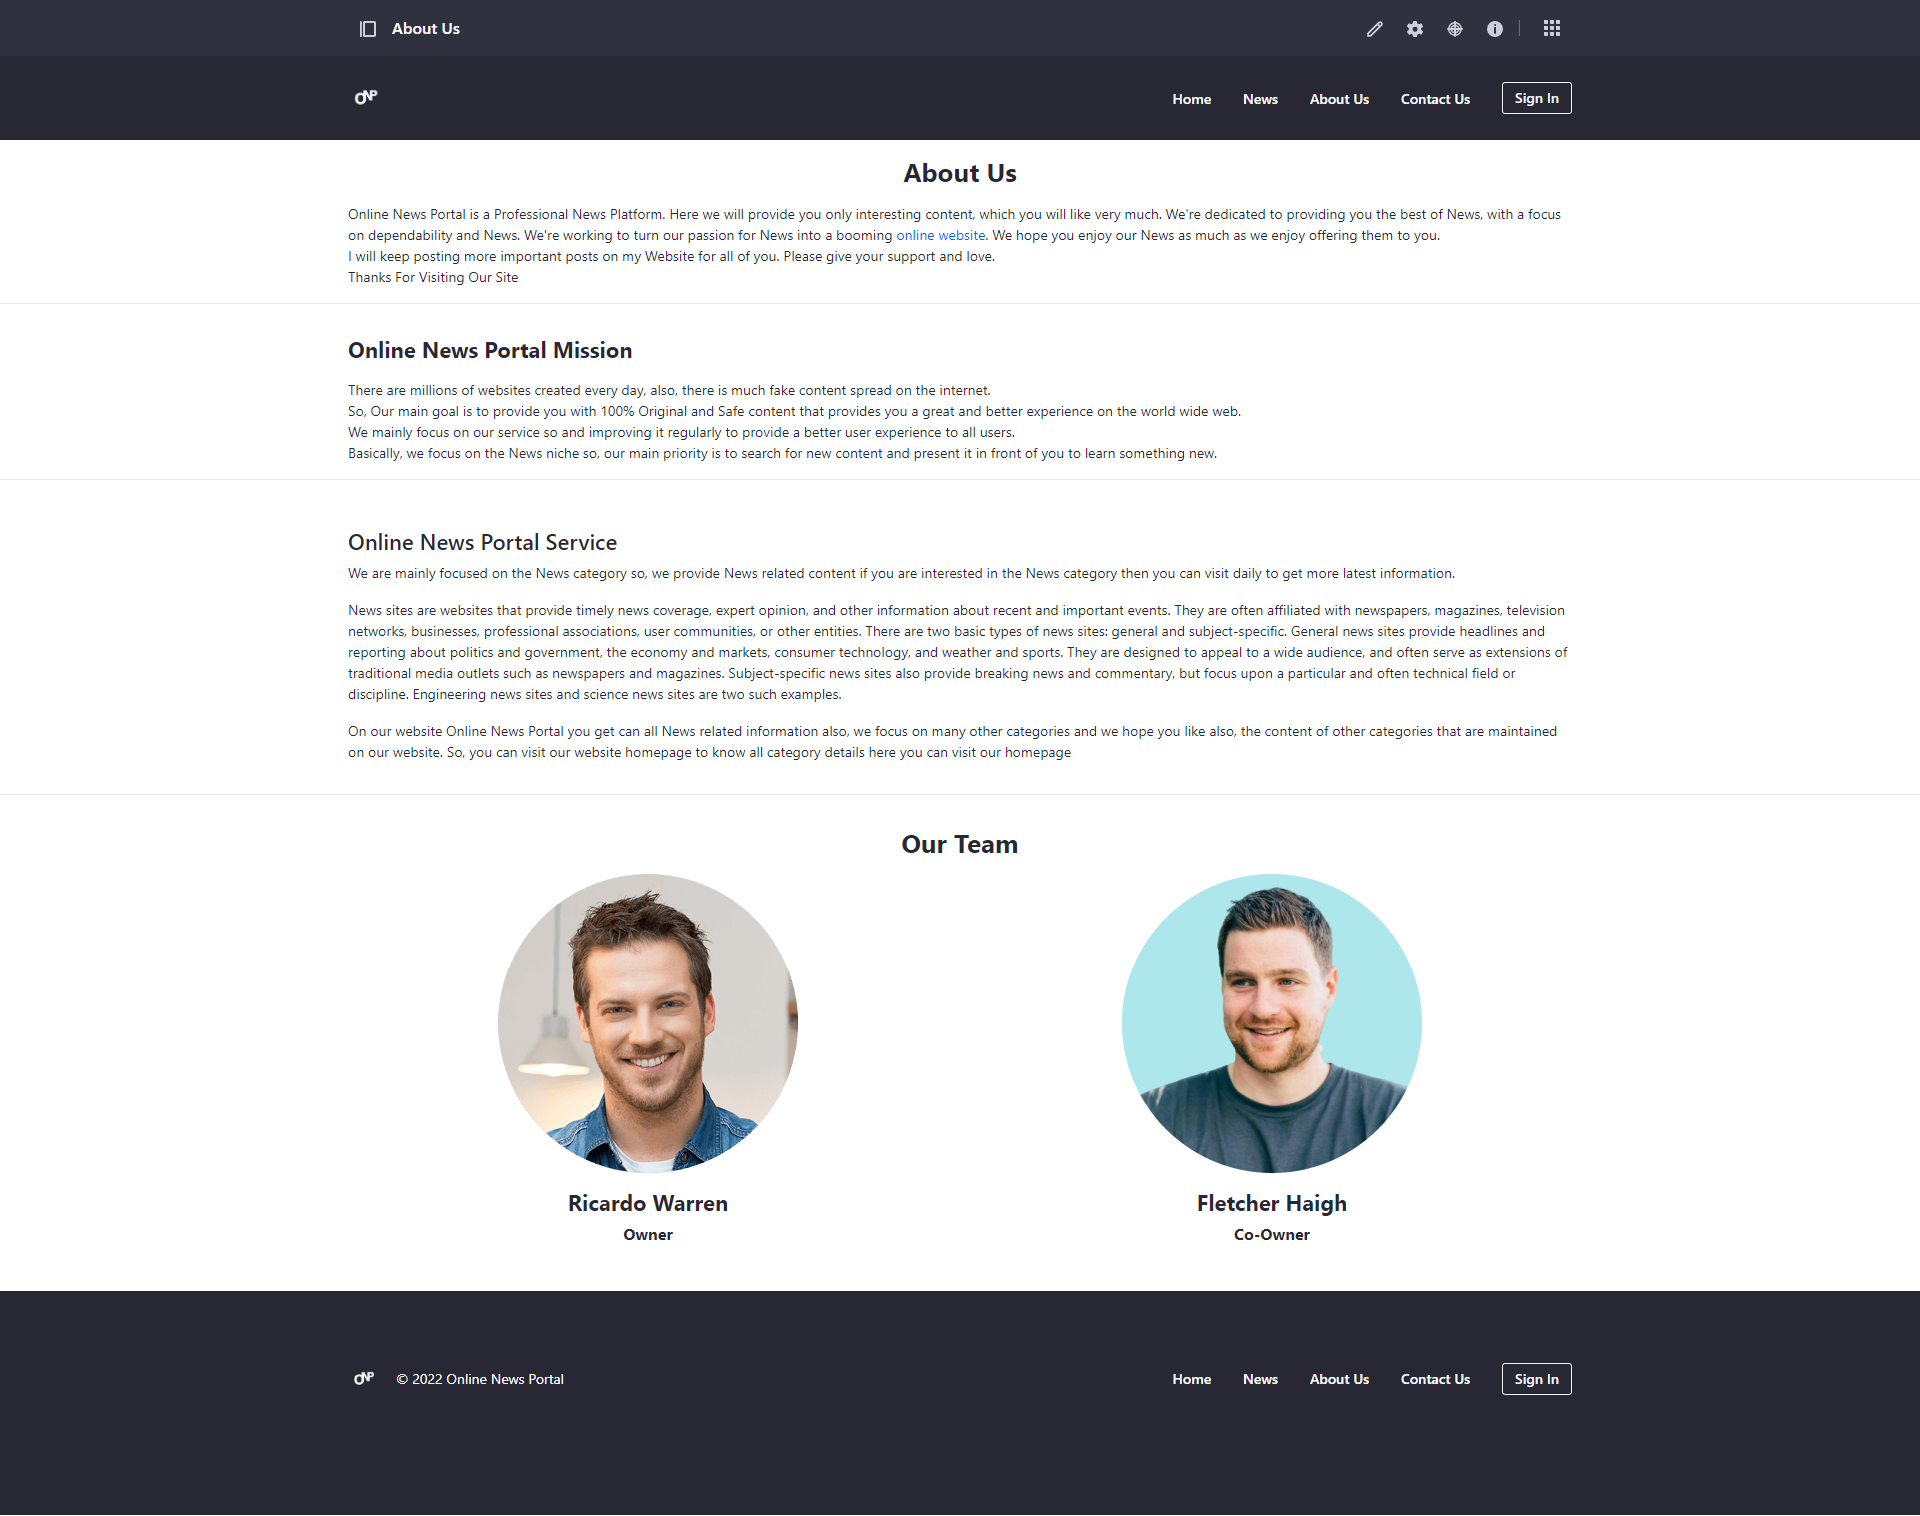 About Us
ONP
Home News About Us Contact Us Sign In
About Us
Online News Portal is a Professional News Platform. Here we will provide you only interesting content, which you will like very much. We're dedicated to providing you the best of News, with a focus
on dependability and News. We're working to turn our passion for News into a booming online website. We hope you enjoy our News as much as we enjoy offering them to you.
I will keep posting more important posts on my Website for all of you. Please give your support and love.
Thanks For Visiting Our Site
Online News Portal Mission
There are millions of websites created every day, also, there is much fake content spread on the internet.
So, Our main goal is to provide you with 100% Original and Safe content that provides you a great and better experience on the world wide web.
We mainly focus on our service so and improving it regularly to provide a better user experience to all users.
Basically, we focus on the News niche so, our main priority is to search for new content and present it in front of you to learn something new.
Online News Portal Service
We are mainly focused on the News category so, we provide News related content if you are interested in the News category then you can visit daily to get more latest information.
News sites are websites that provide timely news coverage, expert opinion, and other information about recent and important events. They are often affiliated with newspapers, magazines, television
networks, businesses, professional associations, user communities, or other entities. There are two basic types of news sites: general and subject-specific. General news sites provide headlines and
reporting about politics and government, the economy and markets, consumer technology, and weather and sports. They are designed to appeal to a wide audience, and often serve as extensions of
traditional media outlets such as newspapers and magazines. Subject-specific news sites also provide breaking news and commentary, but focus upon a particular and often technical field or
discipline. Engineering news sites and science news sites are two such examples.
On our website Online News Portal you get can all News related information also, we focus on many other categories and we hope you like also, the content of other categories that are maintained
on our website. So, you can visit our website homepage to know all category details here you can visit our homepage
Our Team
Ricardo Warren
Owner
Fletcher Haigh
Co-Owner
ONP © 2022 Online News Portal
Home News About Us Contact Us Sign In